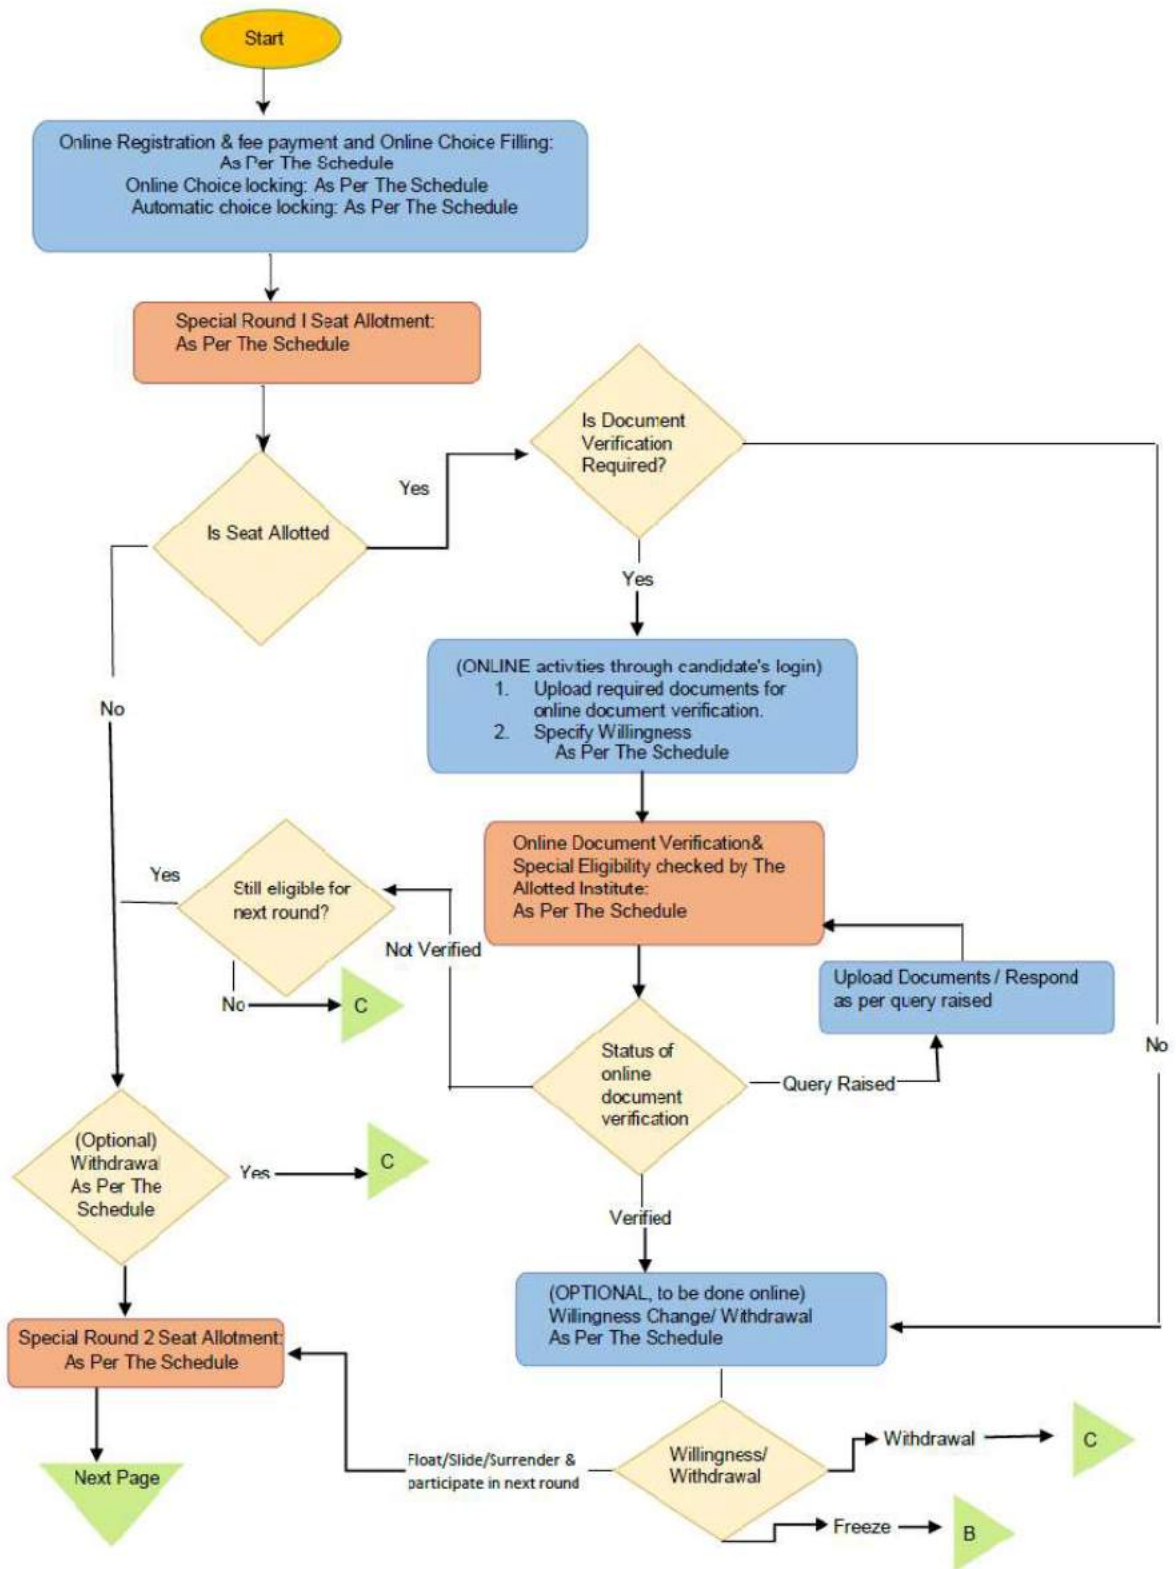 Start
Online Registration & fee payment and Online Choice Filling:
As Per The Schedule
Online Choice locking: As Per The Schedule
Automatic choice locking: As Per The Schedule
Special Round I Seat Allotment:
As Per The Schedule
Is Document
Verification
Required?
Yes
Is Seat Allotted
Yes
(ONLINE activities through candidate's login)
1. Upload required documents for
online document verification.
2. Specify Willingness
As Per The Schedule
No
Online Document Verification&
Special Eligibility checked by The
Allotted Institute:
As Per The Schedule
Yes
Still eligible for
next round?
Not Verified
Upload Documents / Respond
as per query raised
No
C
No
Status of
online
document
verification
Query Raised
(Optional)
Withdrawal
As Per The
Schedule
Yes
C
Verified
(OPTIONAL, to be done online)
Willingness Change/ Withdrawal
As Per The Schedule
Special Round 2 Seat Allotment:
As Per The Schedule
Float/Slide/Surrender &
participate in next round
Willingness/
Withdrawal
Withdrawal
C
Next Page
Freeze
B